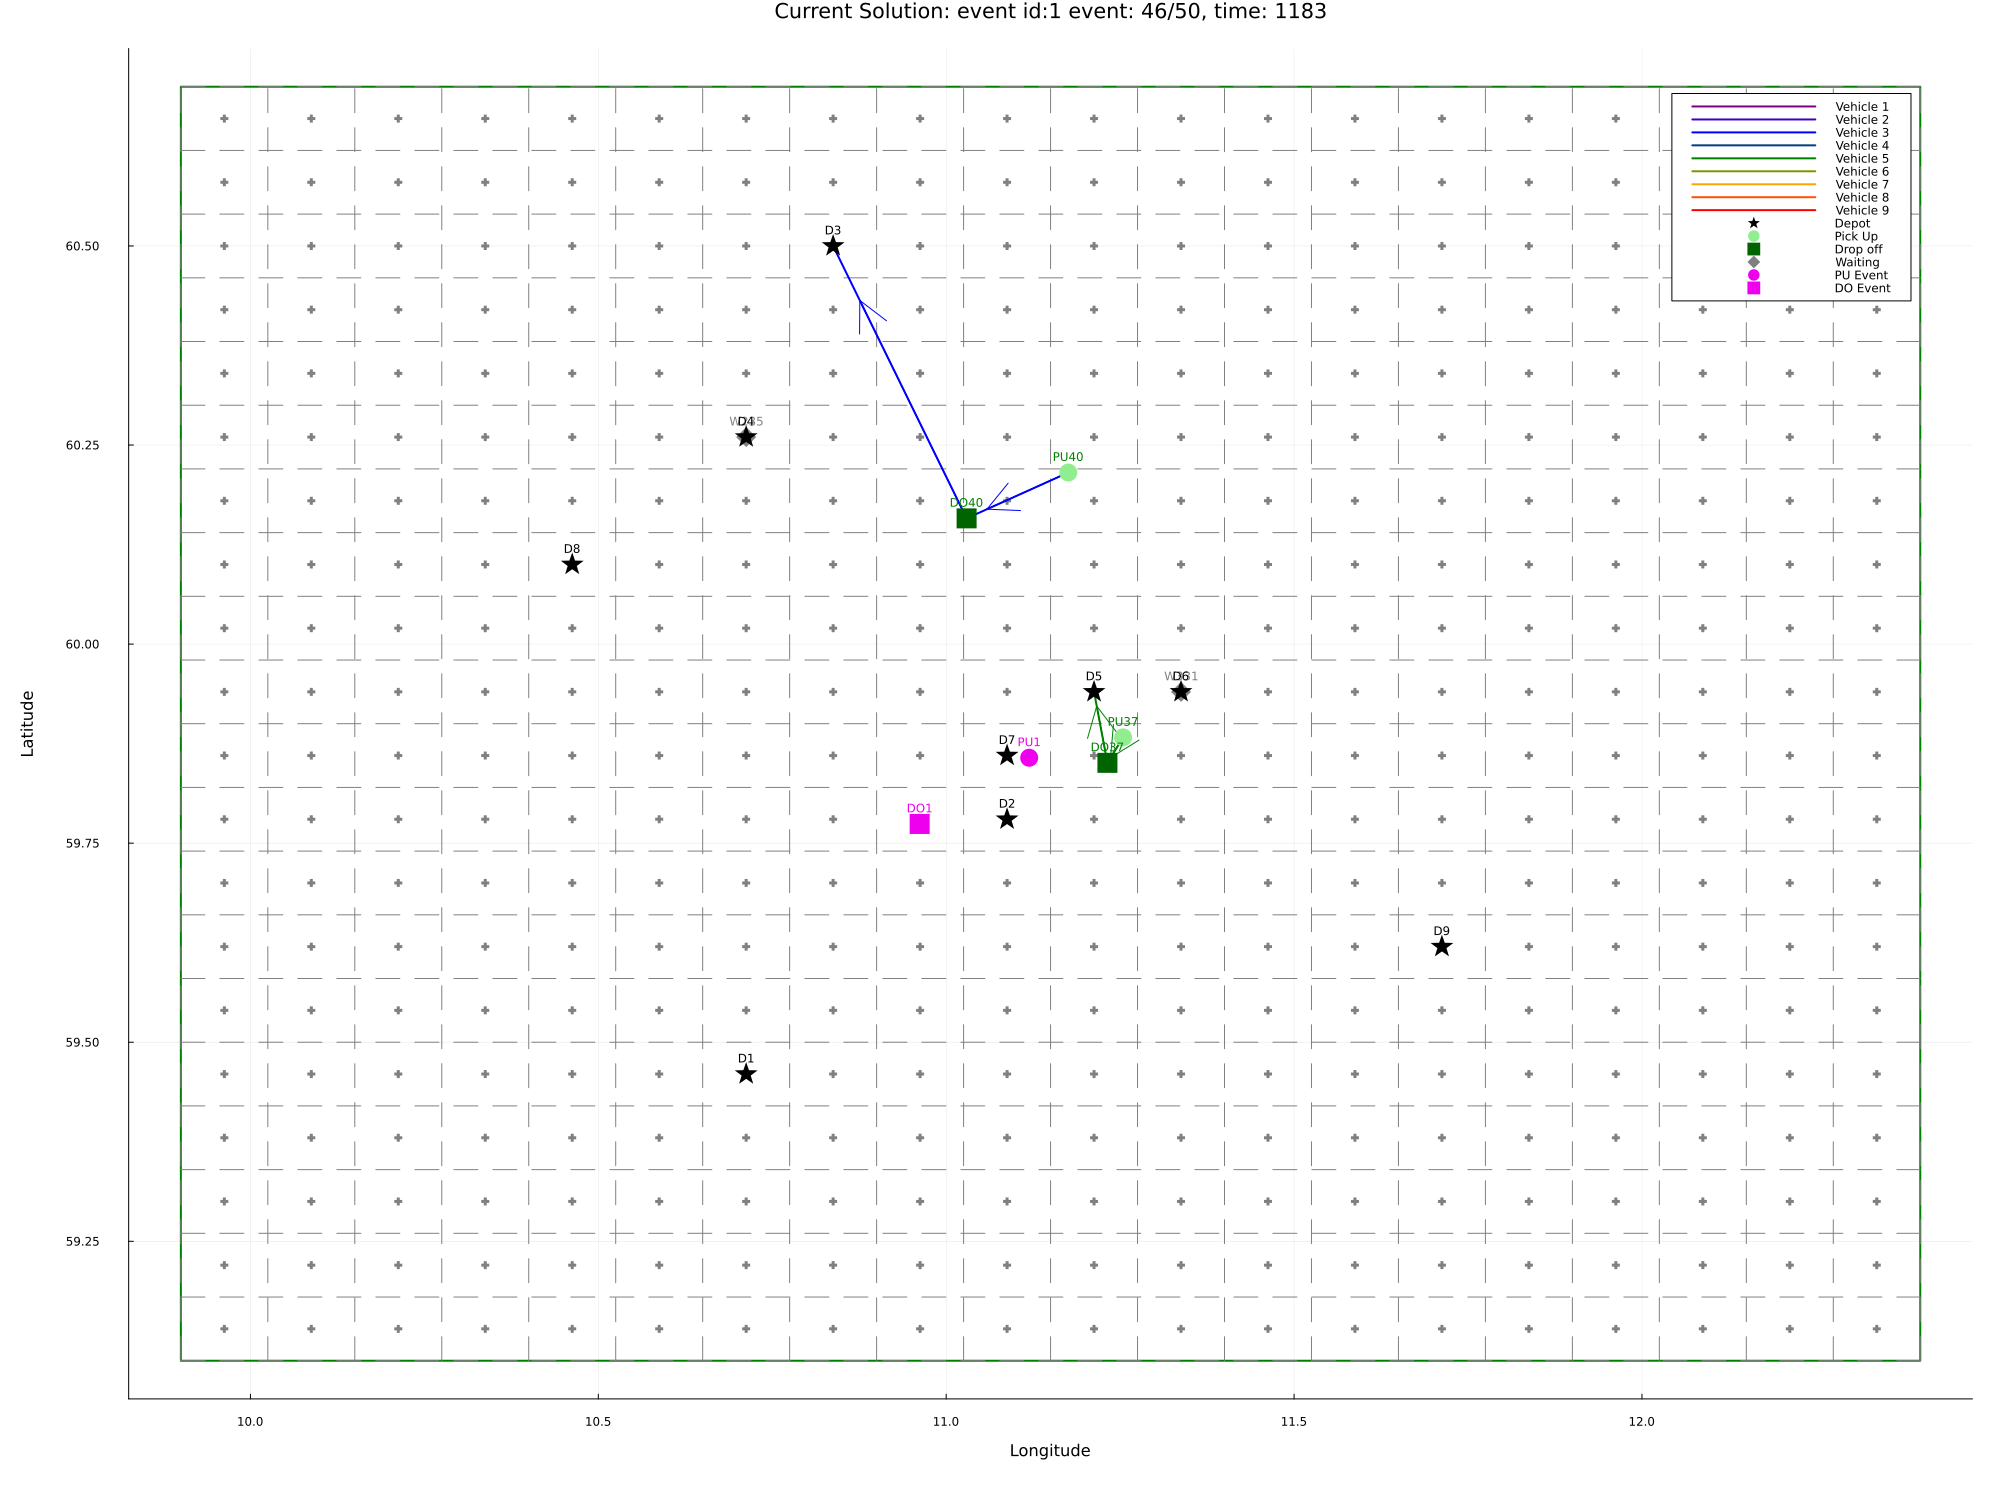 Current Solution: event id:1 event: 46/50, time: 1183
Vehicle 1
Vehicle 2
Vehicle 3
Vehicle 4
Vehicle 5
Vehicle 6
Vehicle 7
Vehicle 8
Vehicle 9
Depot
Pick Up
Drop off
Waiting
PU Event
DO Event
D3
D4
PU40
DO40
D8
D5
D6
PU37
D7
PU1
DO37
D2
DO1
D9
D1
60.50
60.25
60.00
59.75
59.50
59.25
Latitude
10.0
10.5
11.0
11.5
12.0
Longitude